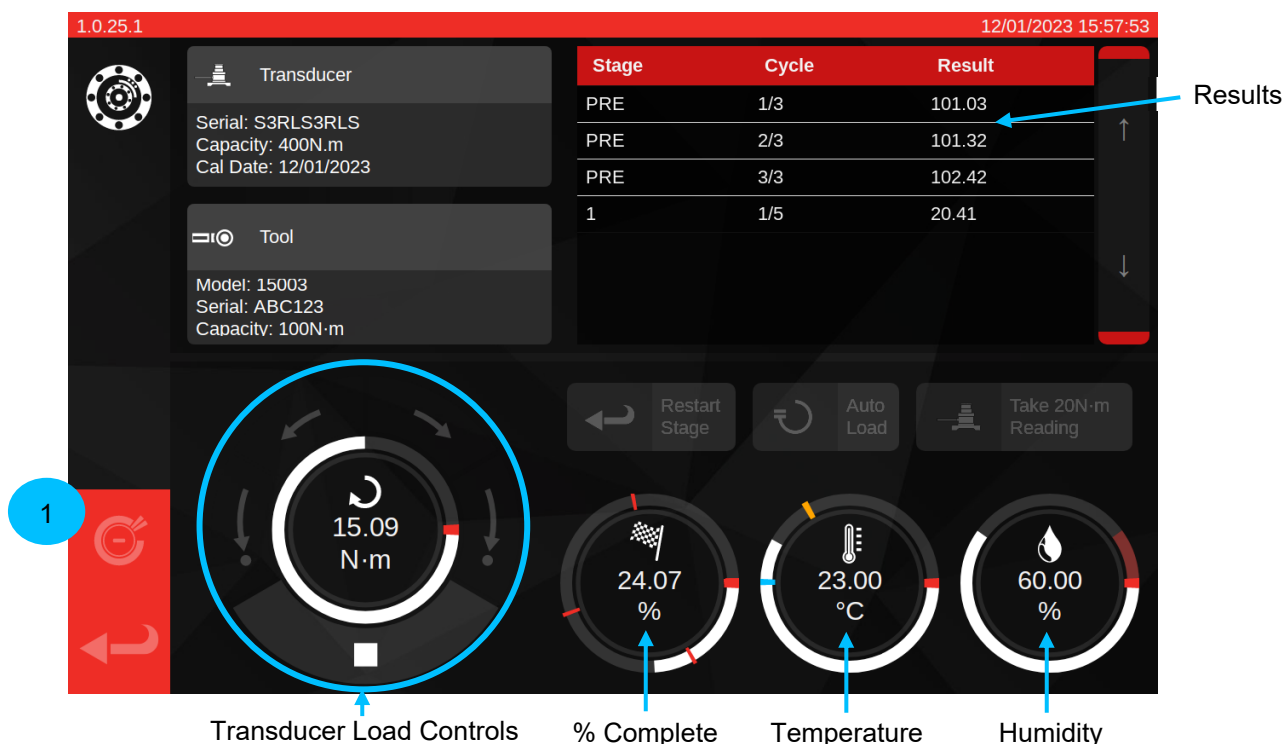 1.0.25.1
12/01/2023 15:57:53
Transducer
Serial: S3RLS3RLS
Capacity: 400N.m
Cal Date: 12/01/2023
Tool
Model: 15003
Serial: ABC123
Capacity: 100N·m
Stage Cycle Result
PRE 1/3 101.03
PRE 2/3 101.32
PRE 3/3 102.42
1 1/5 20.41
↑
↓
Results
Restart
Stage
Auto
Load
Take 20N·m
Reading
1
15.09
N·m
24.07
%
23.00
°C
60.00
%
Transducer Load Controls
% Complete
Temperature
Humidity